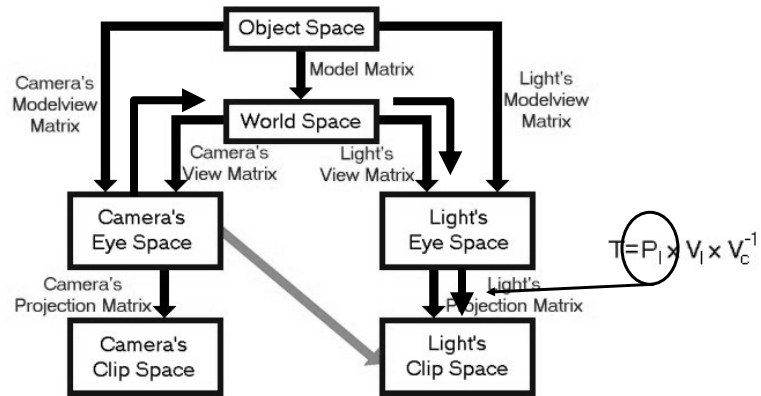 Object Space
Camera's
Modelview
Matrix
Model Matrix
Light's
Modelview
Matrix
World Space
Camera's
View Matrix
Light's
View Matrix
Camera's
Eye Space
Light's
Eye Space
T=P_l x V_l x V_c^-1
Camera's
Projection Matrix
Light's
Projection Matrix
Camera's
Clip Space
Light's
Clip Space